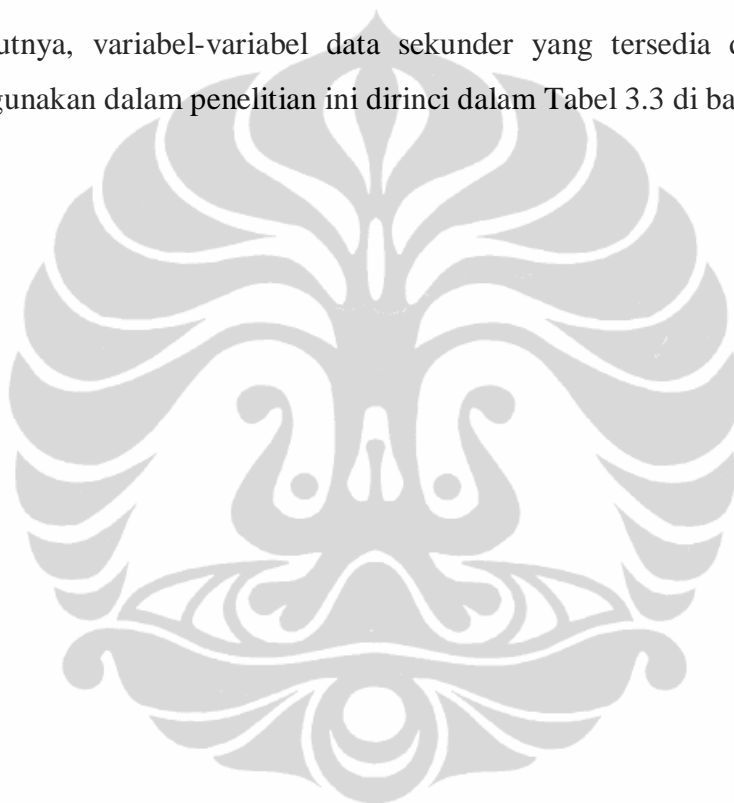 utnya, variabel-variabel data sekunder yang tersedia
gunakan dalam penelitian ini dirinci dalam Tabel 3.3 di ba